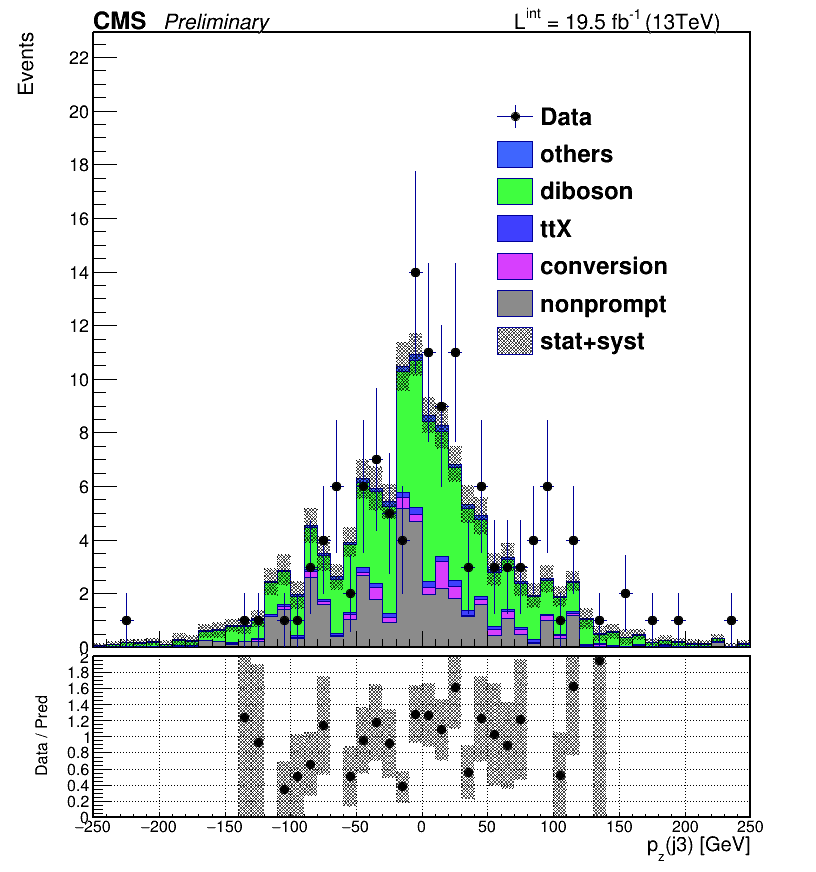 CMS Preliminary L^int = 19.5 fb^-1 (13TeV)
Events
22
20
18
16
14
12
10
8
6
4
2
0
Data
others
diboson
ttX
conversion
nonprompt
stat+syst
Data / Pred
2
1.8
1.6
1.4
1.2
1
0.8
0.6
0.4
0.2
0
−250 −200 −150 −100 −50 0 50 100 150 200 250
p_z(j3) [GeV]